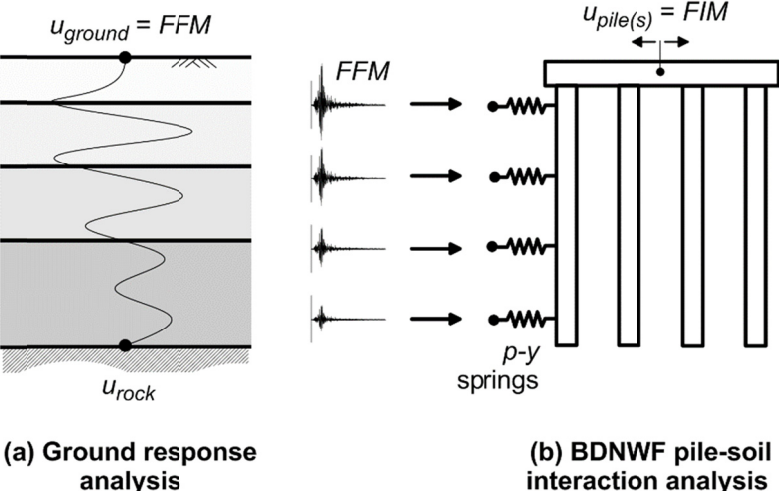 u_ground = FFM
u_rock
(a) Ground response
analysis
FFM
u_pile(s) = FIM
p-y
springs
(b) BDNWF pile-soil
interaction analysis